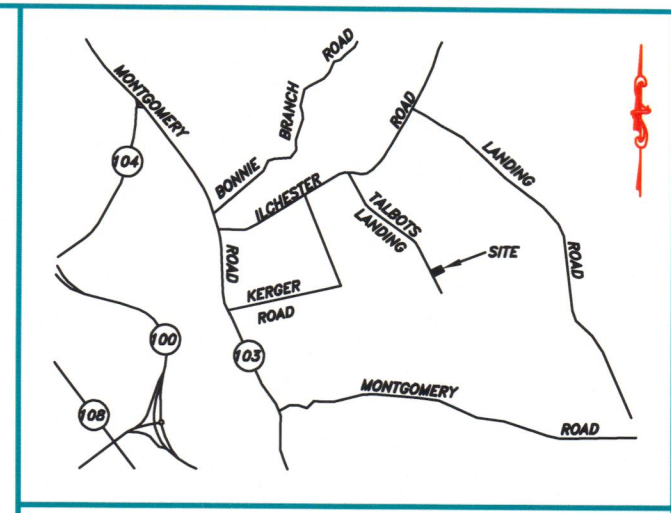 ROAD
MONTGOMERY
BRANCH
BONNIE
ROAD
104
LANDING
ILCHESTER
TALBOTS
LANDING
ROAD
SITE
ROAD
KERGER
ROAD
100
103
MONTGOMERY
108
ROAD